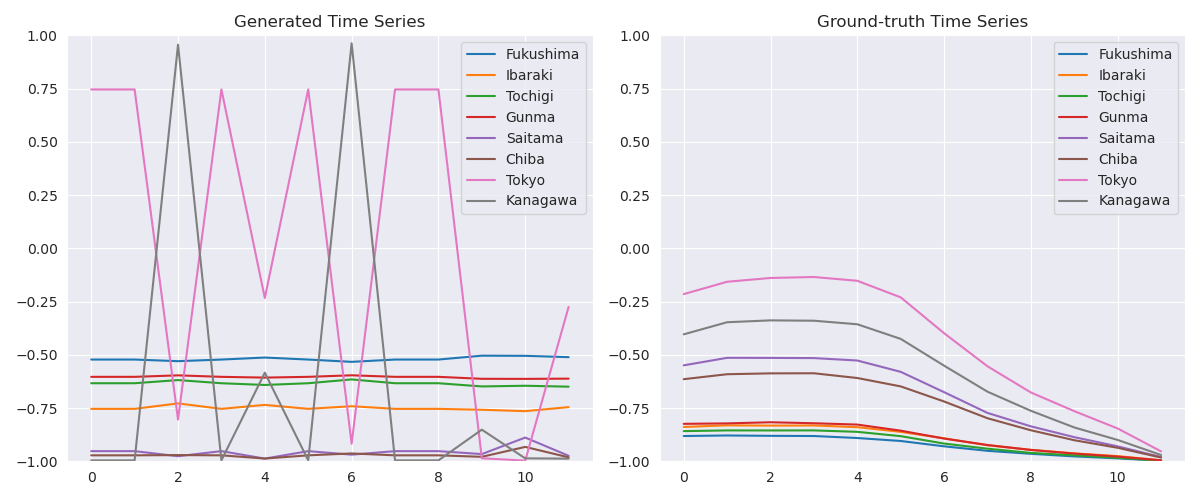 Generated Time Series
1.00
0.75
0.50
0.25
0.00
−0.25
−0.50
−0.75
−1.00
0 2 4 6 8 10
Fukushima
Ibaraki
Tochigi
Gunma
Saitama
Chiba
Tokyo
Kanagawa
Ground-truth Time Series
1.00
0.75
0.50
0.25
0.00
−0.25
−0.50
−0.75
−1.00
0 2 4 6 8 10
Fukushima
Ibaraki
Tochigi
Gunma
Saitama
Chiba
Tokyo
Kanagawa